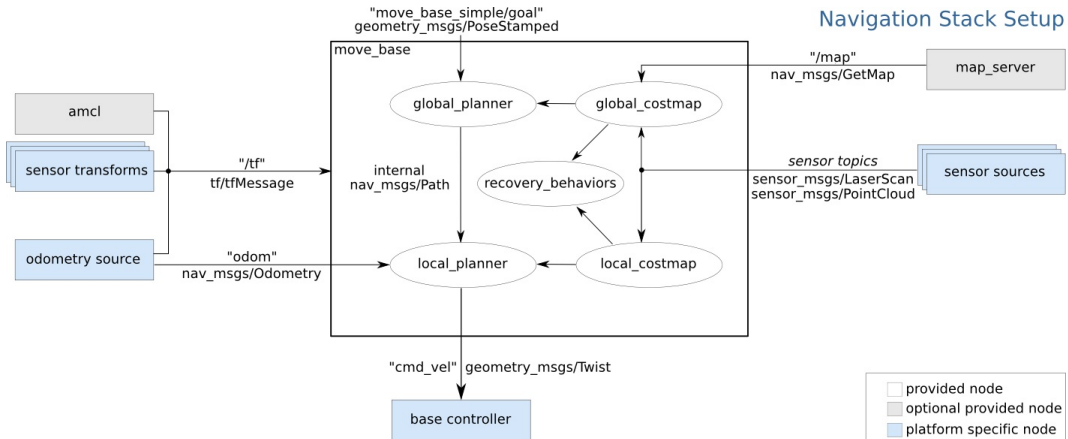 Navigation Stack Setup
"move_base_simple/goal"
geometry_msgs/PoseStamped
move_base
"/map"
nav_msgs/GetMap
map_server
amcl
global_planner
global_costmap
sensor transforms
"/tf"
tf/tfMessage
internal
nav_msgs/Path
recovery_behaviors
sensor topics
sensor_msgs/LaserScan
sensor_msgs/PointCloud
sensor sources
odometry source
"odom"
nav_msgs/Odometry
local_planner
local_costmap
"cmd_vel" geometry_msgs/Twist
base controller
provided node
optional provided node
platform specific node